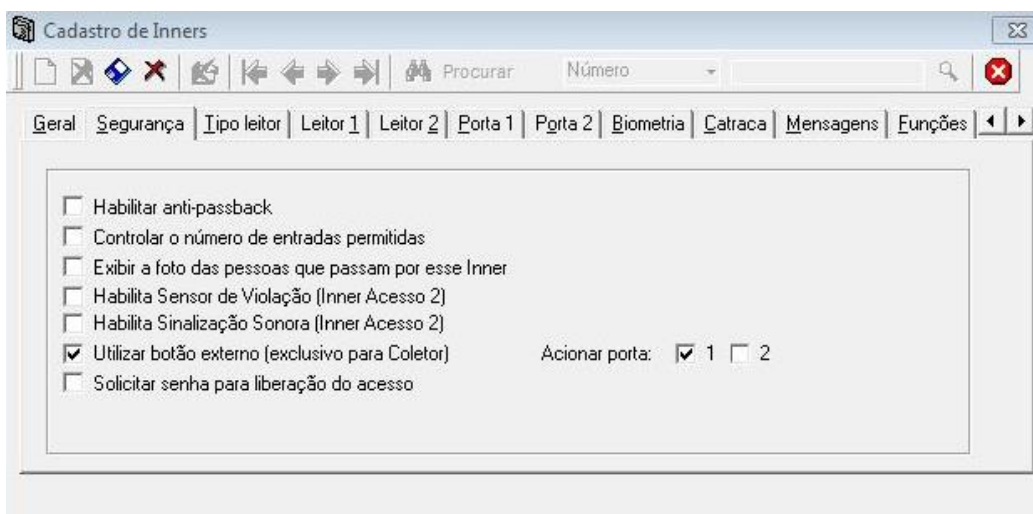 Cadastro de Inners
Procurar Número
Geral Segurança Tipo leitor Leitor 1 Leitor 2 Porta 1 Porta 2 Biometria Catraca Mensagens Funções
Habilitar anti-passback
Controlar o número de entradas permitidas
Exibir a foto das pessoas que passam por esse Inner
Habilita Sensor de Violação (Inner Acesso 2)
Habilita Sinalização Sonora (Inner Acesso 2)
Utilizar botão externo (exclusivo para Coletor) Acionar porta: 1 2
Solicitar senha para liberação do acesso